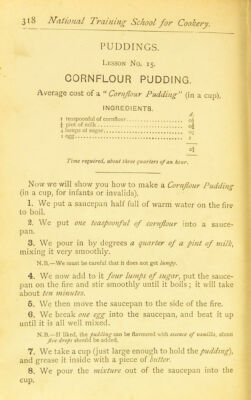 318 National Training School for Cookery.
PUDDINGS.
LESSON No. 15.
CORNFLOUR PUDDING.
Average cost of a "Cornflour Pudding" (in a cup).
INGREDIENTS.
d.
teaspoonful of cornflour
pint of milk
4 lumps of sugar
1 egg
Time required, about three quarters of an hour.
Now we will show you how to make a Cornflour Pudding
(in a cup, for infants or invalids).
1. We put a saucepan half full of warm water on the fire
to boil.
2. We put one teaspoonful of cornflour into a sauce-
pan.
3. We pour in by degrees a quarter of a pint of milk,
mixing it very smoothly.
N.B.—We must be careful that it does not get lumpy.
4. We now add to it four lumps of sugar, put the sauce-
pan on the fire and stir smoothly until it boils; it will take
about ten minutes.
5. We then move the saucepan to the side of the fire.
6. We break one egg into the saucepan, and beat it up
until it is all well mixed.
N.B.—If liked, the pudding can be flavoured with essence of vanilla, about
five drops should be added.
7. We take a cup (just large enough to hold the pudding),
and grease it inside with a piece of butter.
8. We pour the mixture out of the saucepan into the
cup.